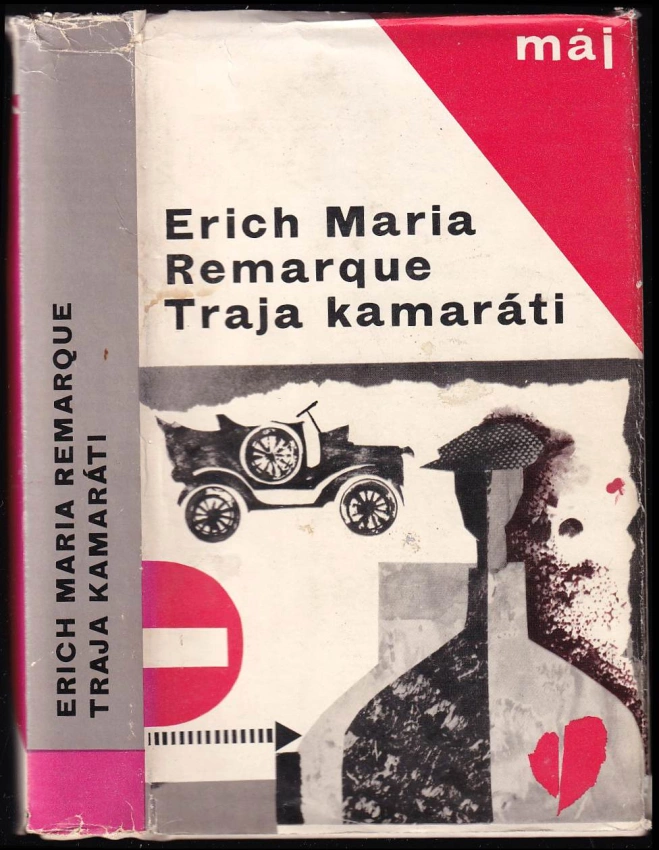 máj
Erich Maria
Remarque
Traja kamaráti
ERICH MARIA REMARQUE
TRAJA KAMARÁTI